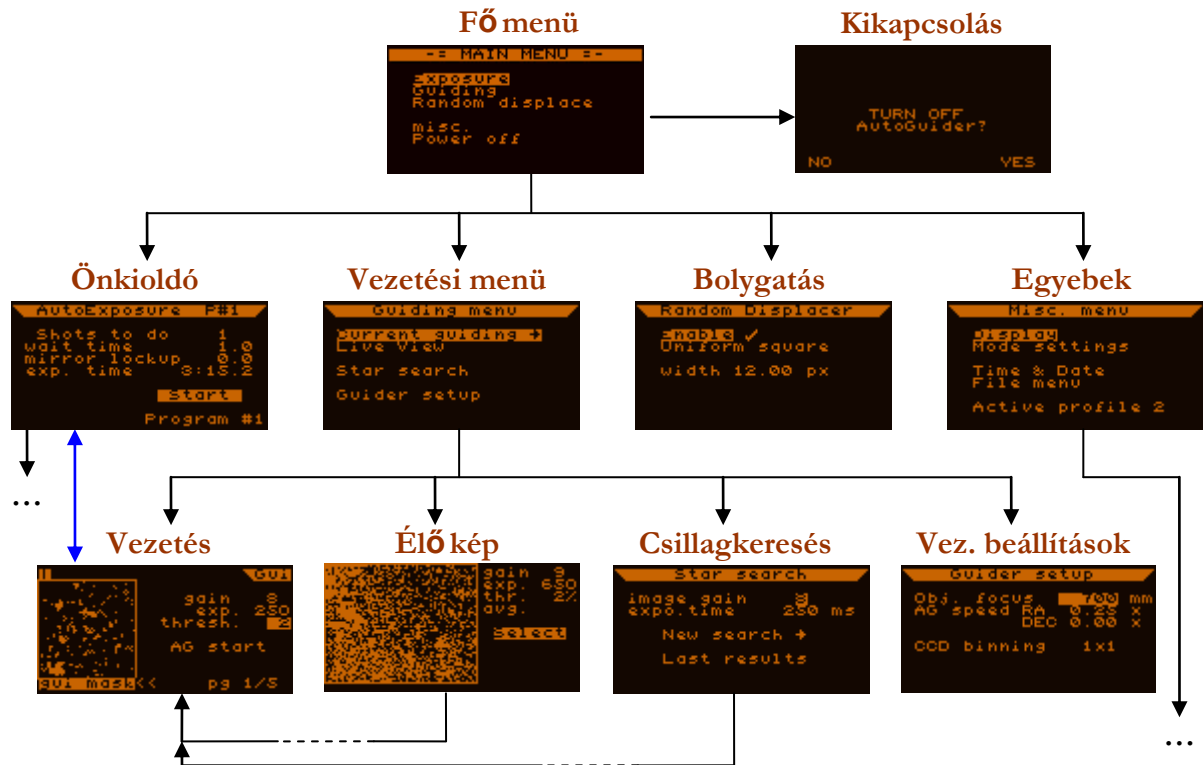 Fő menü
-= MAIN MENU =-
Exposure
Guiding
Random displace
misc.
Power off
Kikapcsolás
TURN OFF
AutoGuider?
NO YES
Önkioldó
AutoExposure P#1
Shots to do 1
wait time 1.0
mirror lockup 0.0
exp. time 3:15.2
Start
Program #1
...
Vezetési menü
Guiding menu
Current guiding →
Live View
Star search
Guider setup
Bolygatás
Random Displacer
Enable ✓
Uniform square
width 12.00 px
Egyebek
Misc. menu
Display
Mode settings
Time & Date
File menu
Active profile 2
...
Vezetés
Gui
gain 8
exp. 250
thresh. 2
AG start
gui mask<< pg 1/5
Élő kép
gain 9
exp. 630
thr. 2%
avg.
Select
Csillagkeresés
Star search
image gain 8
expo.time 250 ms
New search →
Last results
Vez. beállítások
Guider setup
Obj. focus 700 mm
AG speed RA 0.25 x
DEC 0.00 x
CCD binning 1x1